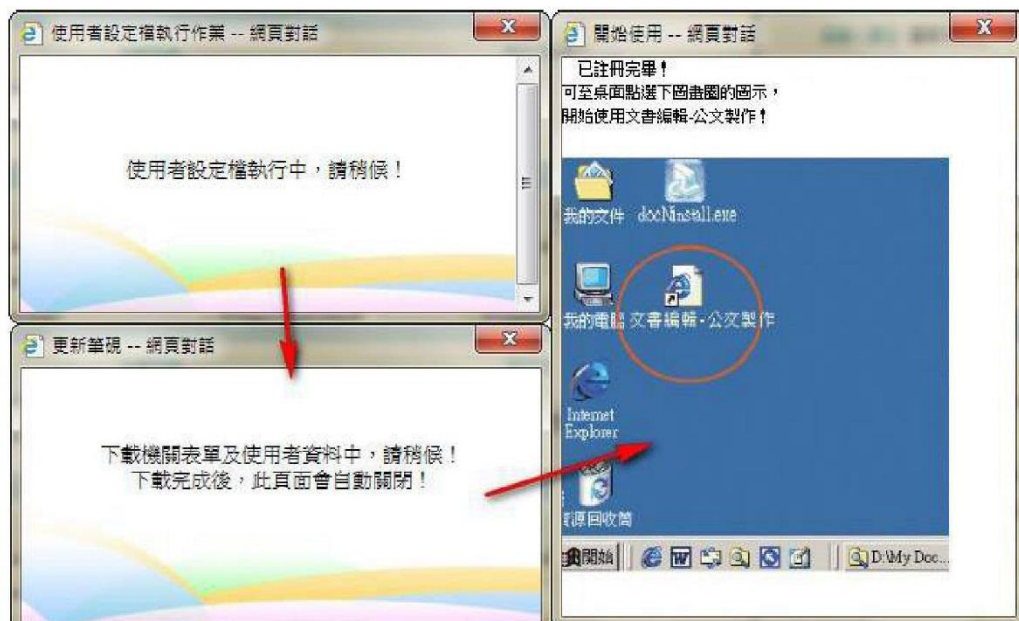 使用者設定檔執行作業 -- 網頁對話
使用者設定檔執行中，請稍候！
更新筆硯 -- 網頁對話
下載機關表單及使用者資料中，請稍候！
下載完成後，此頁面會自動關閉！
開始使用 -- 網頁對話
已註冊完畢！
可至桌面點選下圖畫圈的圖示，
開始使用文書編輯-公文製作！
我的文件
docNinstall.exe
我的電腦
文書編輯-公文製作
Internet
Explorer
資源回收筒
開始
D:\My Doc...